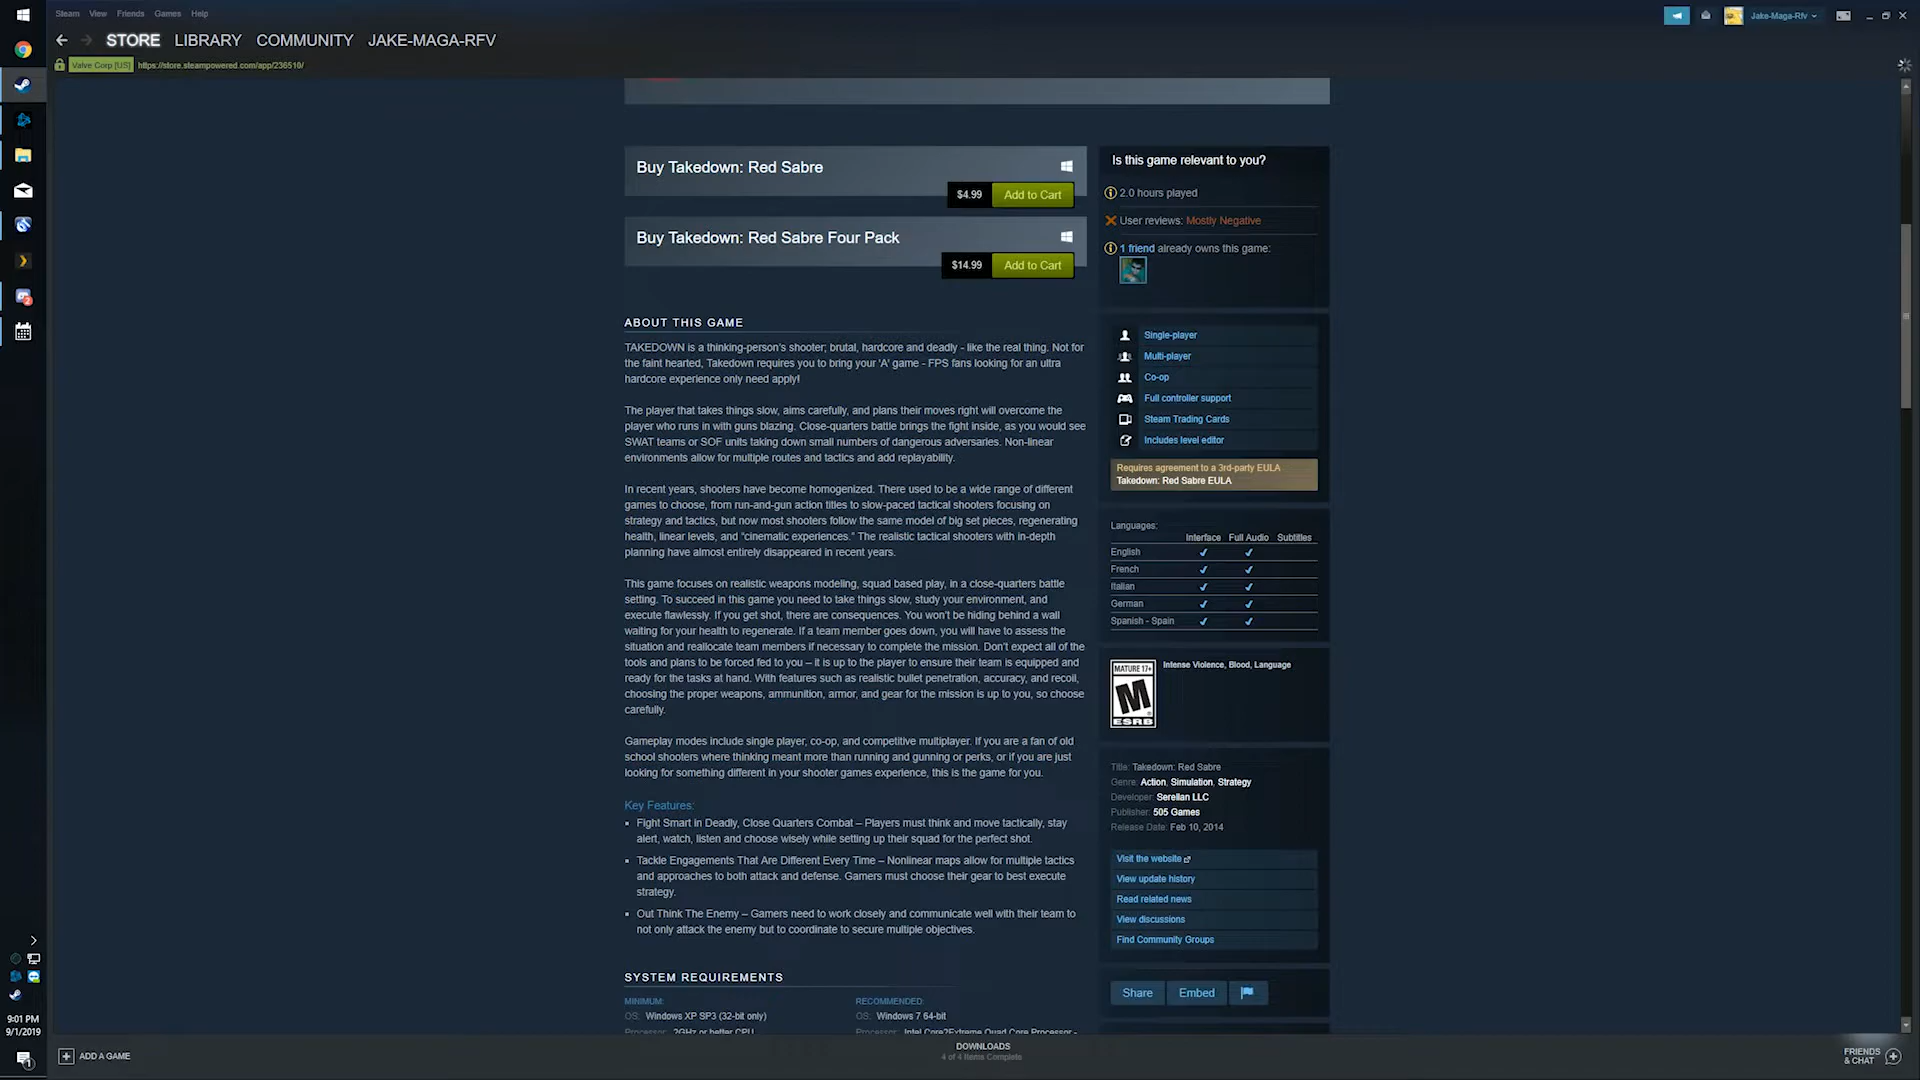 Steam View Friends Games Help
Jake-Maga-Rfv
STORE LIBRARY COMMUNITY JAKE-MAGA-RFV
Valve Corp [US] https://store.steampowered.com/app/236510/
Buy Takedown: Red Sabre
$4.99 Add to Cart
Buy Takedown: Red Sabre Four Pack
$14.99 Add to Cart
ABOUT THIS GAME
TAKEDOWN is a thinking-person's shooter; brutal, hardcore and deadly - like the real thing. Not for
the faint hearted, Takedown requires you to bring your 'A' game - FPS fans looking for an ultra
hardcore experience only need apply!
The player that takes things slow, aims carefully, and plans their moves right will overcome the
player who runs in with guns blazing. Close-quarters battle brings the fight inside, as you would see
SWAT teams or SOF units taking down small numbers of dangerous adversaries. Non-linear
environments allow for multiple routes and tactics and add replayability.
In recent years, shooters have become homogenized. There used to be a wide range of different
games to choose, from run-and-gun action titles to slow-paced tactical shooters focusing on
strategy and tactics, but now most shooters follow the same model of big set pieces, regenerating
health, linear levels, and "cinematic experiences." The realistic tactical shooters with in-depth
planning have almost entirely disappeared in recent years.
This game focuses on realistic weapons modeling, squad based play, in a close-quarters battle
setting. To succeed in this game you need to take things slow, study your environment, and
execute flawlessly. If you get shot, there are consequences. You won't be hiding behind a wall
waiting for your health to regenerate. If a team member goes down, you will have to assess the
situation and reallocate team members if necessary to complete the mission. Don't expect all of the
tools and plans to be forced fed to you – it is up to the player to ensure their team is equipped and
ready for the tasks at hand. With features such as realistic bullet penetration, accuracy, and recoil,
choosing the proper weapons, ammunition, armor, and gear for the mission is up to you, so choose
carefully.
Gameplay modes include single player, co-op, and competitive multiplayer. If you are a fan of old
school shooters where thinking meant more than running and gunning or perks, or if you are just
looking for something different in your shooter games experience, this is the game for you.
Key Features:
Fight Smart in Deadly, Close Quarters Combat – Players must think and move tactically, stay
alert, watch, listen and choose wisely while setting up their squad for the perfect shot.
Tackle Engagements That Are Different Every Time – Nonlinear maps allow for multiple tactics
and approaches to both attack and defense. Gamers must choose their gear to best execute
strategy.
Out Think The Enemy – Gamers need to work closely and communicate well with their team to
not only attack the enemy but to coordinate to secure multiple objectives.
SYSTEM REQUIREMENTS
MINIMUM: RECOMMENDED:
OS: Windows XP SP3 (32-bit only) OS: Windows 7 64-bit
Processor: 2GHz or better CPU Processor: Intel Core2Extreme Quad Core Processor -
Is this game relevant to you?
2.0 hours played
User reviews: Mostly Negative
1 friend already owns this game:
Single-player
Multi-player
Co-op
Full controller support
Steam Trading Cards
Includes level editor
Requires agreement to a 3rd-party EULA
Takedown: Red Sabre EULA
Languages:
Interface Full Audio Subtitles
English ✓ ✓
French ✓ ✓
Italian ✓ ✓
German ✓ ✓
Spanish - Spain ✓ ✓
MATURE 17+
M
ESRB
Intense Violence, Blood, Language
Title: Takedown: Red Sabre
Genre: Action, Simulation, Strategy
Developer: Serellan LLC
Publisher: 505 Games
Release Date: Feb 10, 2014
Visit the website
View update history
Read related news
View discussions
Find Community Groups
Share Embed
9:01 PM
9/1/2019
ADD A GAME
DOWNLOADS
4 of 4 Items Complete
FRIENDS
& CHAT